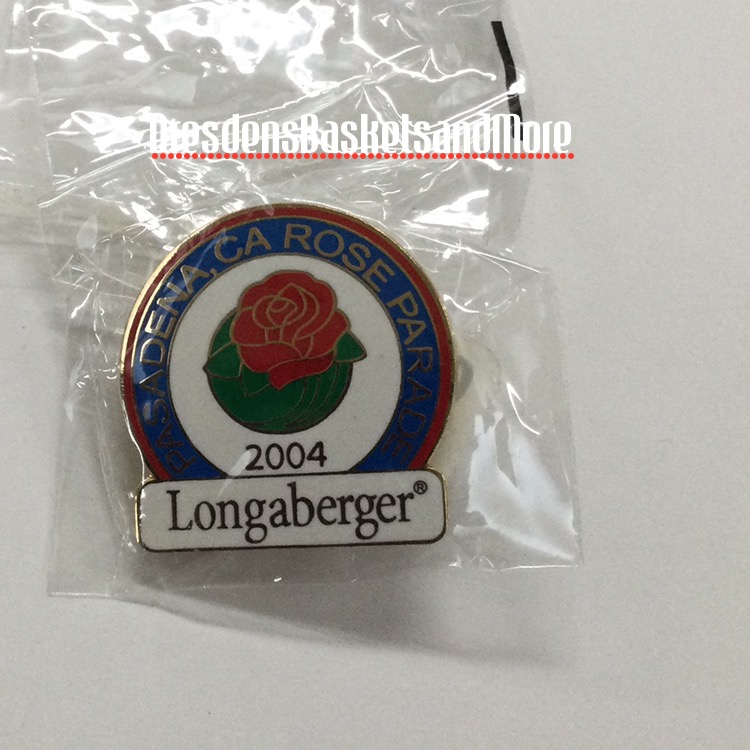 DresdensBasketsandMore
PASADENA, CA ROSE PARADE
2004
Longaberger®